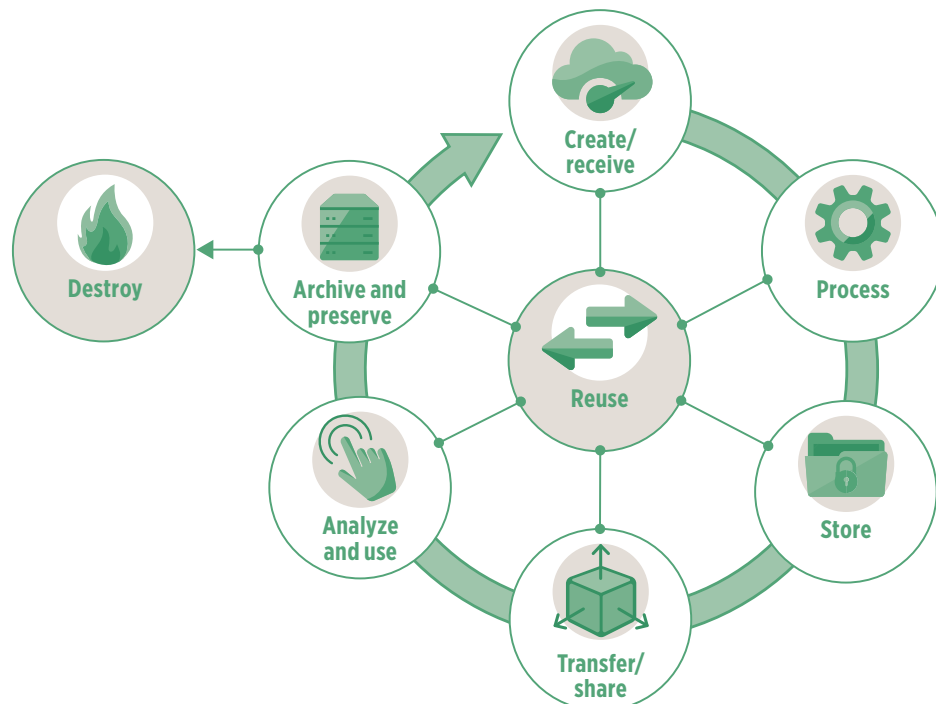 Create/
receive
Process
Store
Transfer/
share
Analyze
and use
Archive and
preserve
Destroy
Reuse